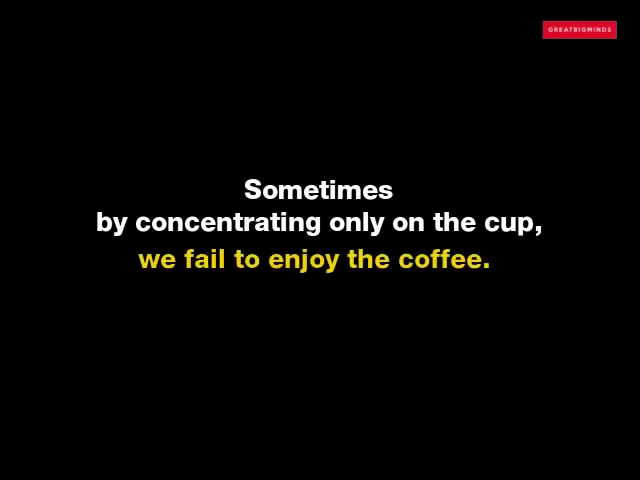 GREATBIGMINDS
Sometimes
by concentrating only on the cup,
we fail to enjoy the coffee.